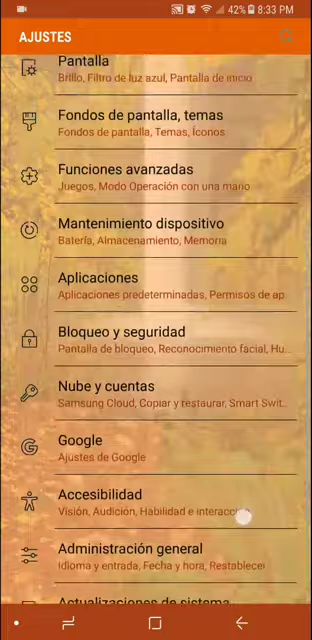 42% 8:33 PM
AJUSTES
Pantalla
Brillo, Filtro de luz azul, Pantalla de inicio
Fondos de pantalla, temas
Fondos de pantalla, Temas, Íconos
Funciones avanzadas
Juegos, Modo Operación con una mano
Mantenimiento dispositivo
Batería, Almacenamiento, Memoria
Aplicaciones
Aplicaciones predeterminadas, Permisos de ap
Bloqueo y seguridad
Pantalla de bloqueo, Reconocimiento facial, Hu...
Nube y cuentas
Samsung Cloud, Copiar y restaurar, Smart Swit...
Google
Ajustes de Google
Accesibilidad
Visión, Audición, Habilidad e interacción
Administración general
Idioma y entrada, Fecha y hora, Restablecer
Actualizaciones de sistema